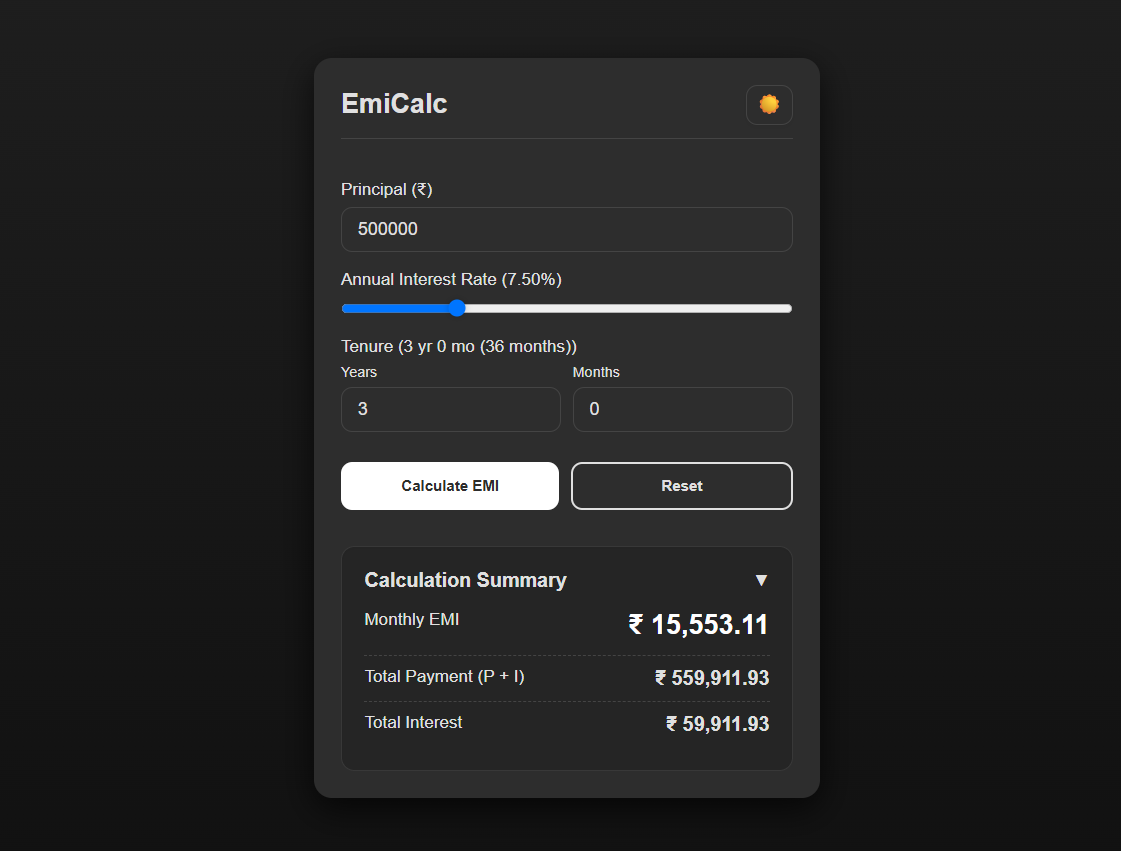 EmiCalc
Principal (₹)
500000
Annual Interest Rate (7.50%)
Tenure (3 yr 0 mo (36 months))
Years Months
3 0
Calculate EMI Reset
Calculation Summary ▼
Monthly EMI ₹ 15,553.11
Total Payment (P + I) ₹ 559,911.93
Total Interest ₹ 59,911.93